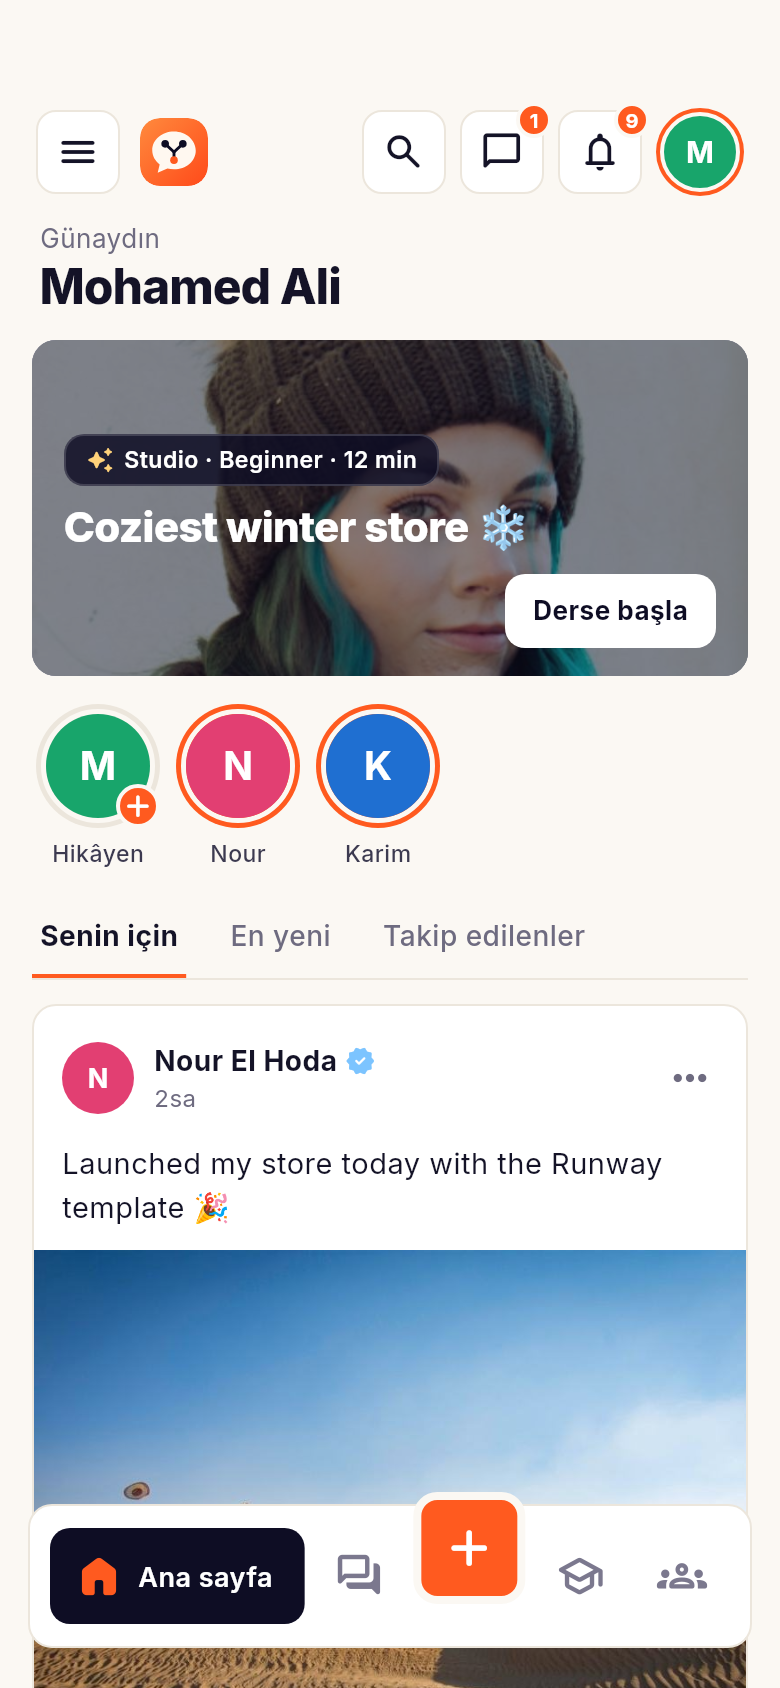 1
9
M
Günaydın
Mohamed Ali
Studio · Beginner · 12 min
Coziest winter store ❄️
Derse başla
M
N
K
Hikâyen
Nour
Karim
Senin için
En yeni
Takip edilenler
N
Nour El Hoda
2sa
Launched my store today with the Runway
template 🎉
Ana sayfa